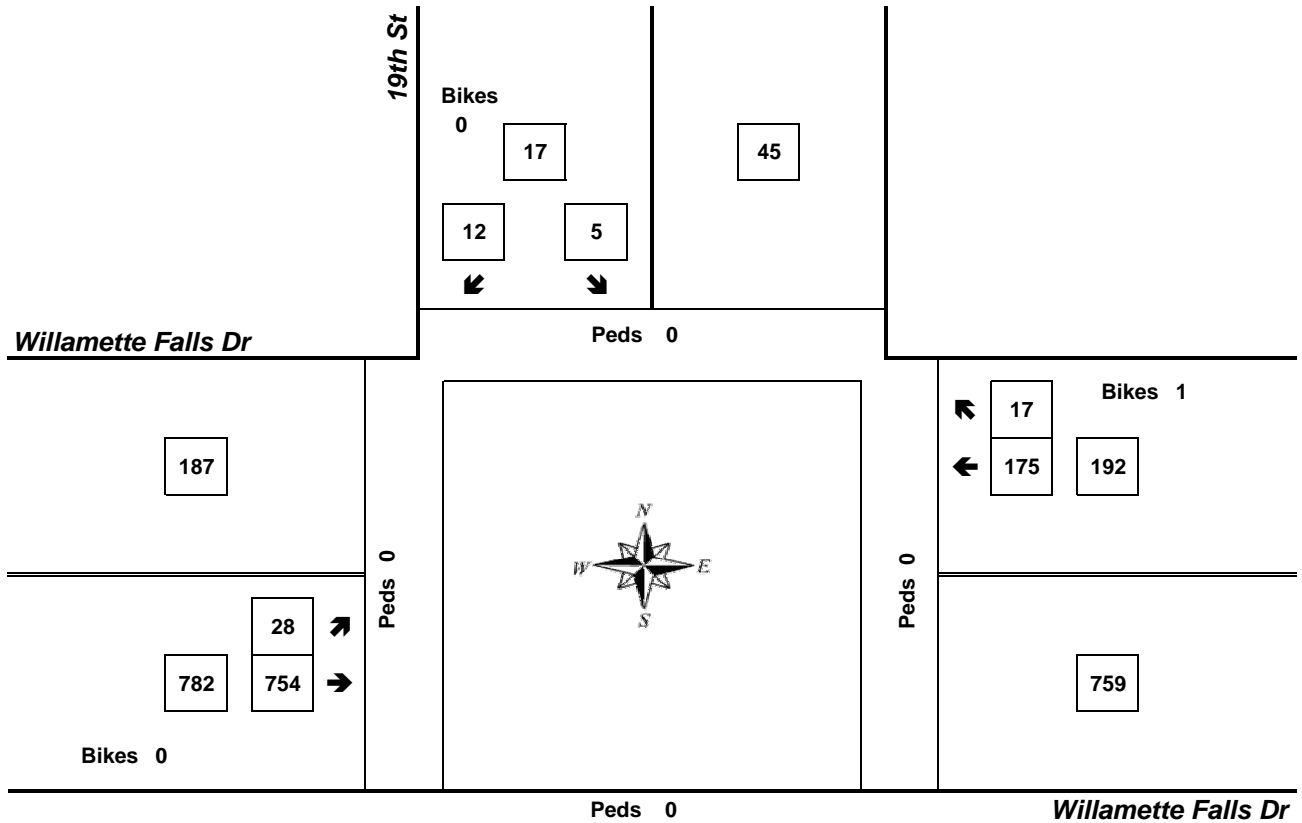 19th St
Bikes
0
17
45
12
5
Peds 0
Willamette Falls Dr
17
Bikes 1
187
175
192
N
W
E
S
Peds 0
Peds 0
28
782
754
759
Bikes 0
Peds 0
Willamette Falls Dr